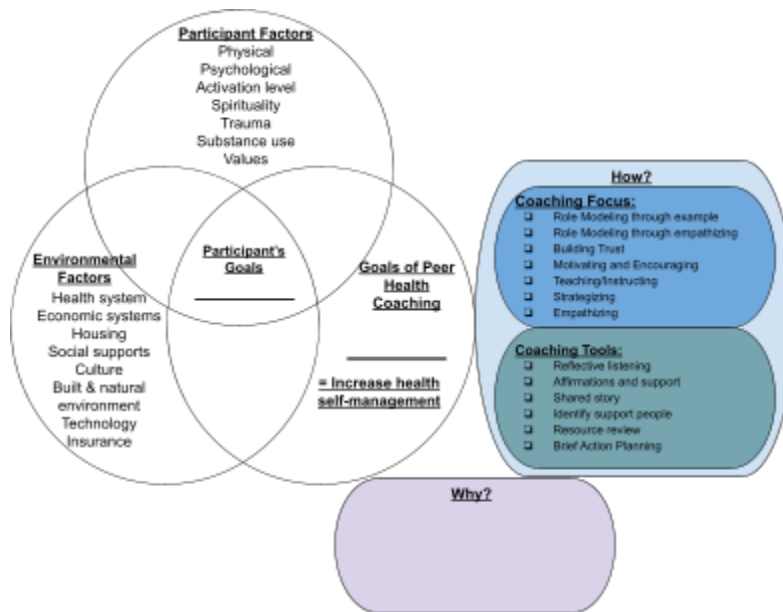 Participant Factors
Physical
Psychological
Activation level
Spirituality
Trauma
Substance use
Values
Environmental
Factors
Health system
Economic systems
Housing
Social supports
Culture
Built & natural
environment
Technology
Insurance
Participant's
Goals
Goals of Peer
Health
Coaching
= Increase health
self-management
How?
Coaching Focus:
Role Modeling through example
Role Modeling through empathizing
Building Trust
Motivating and Encouraging
Teaching/Instructing
Strategizing
Empathizing
Coaching Tools:
Reflective listening
Affirmations and support
Shared story
Identify support people
Resource review
Brief Action Planning
Why?